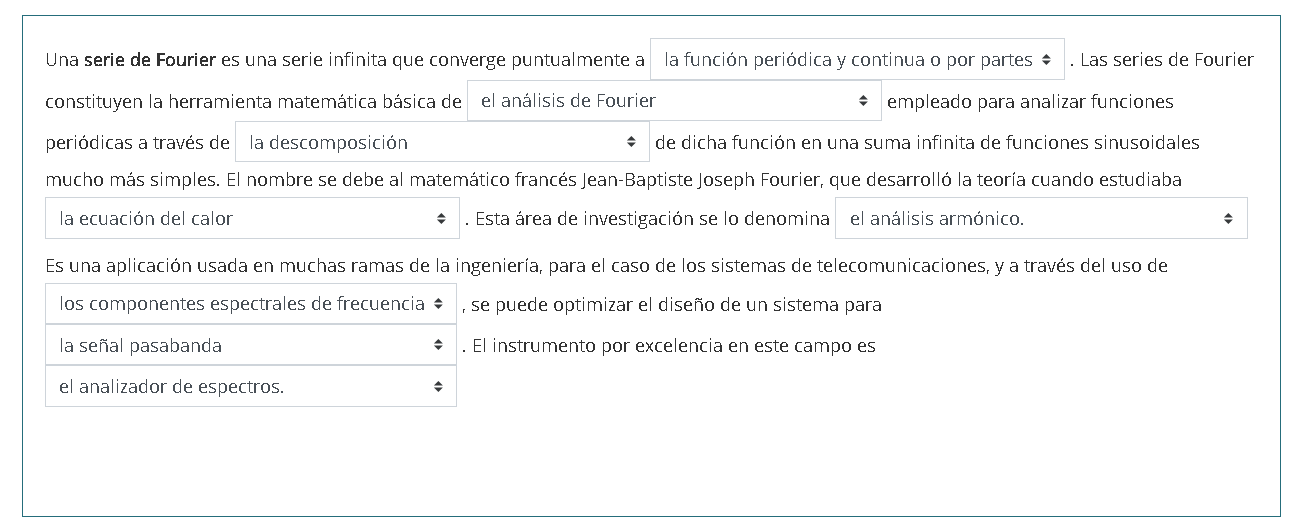 Una serie de Fourier es una serie infinita que converge puntualmente a la función periódica y continua o por partes . Las series de Fourier
constituyen la herramienta matemática básica de el análisis de Fourier empleado para analizar funciones
periódicas a través de la descomposición de dicha función en una suma infinita de funciones sinusoidales
mucho más simples. El nombre se debe al matemático francés Jean-Baptiste Joseph Fourier, que desarrolló la teoría cuando estudiaba
la ecuación del calor . Esta área de investigación se lo denomina el análisis armónico.
Es una aplicación usada en muchas ramas de la ingeniería, para el caso de los sistemas de telecomunicaciones, y a través del uso de
los componentes espectrales de frecuencia , se puede optimizar el diseño de un sistema para
la señal pasabanda . El instrumento por excelencia en este campo es
el analizador de espectros.